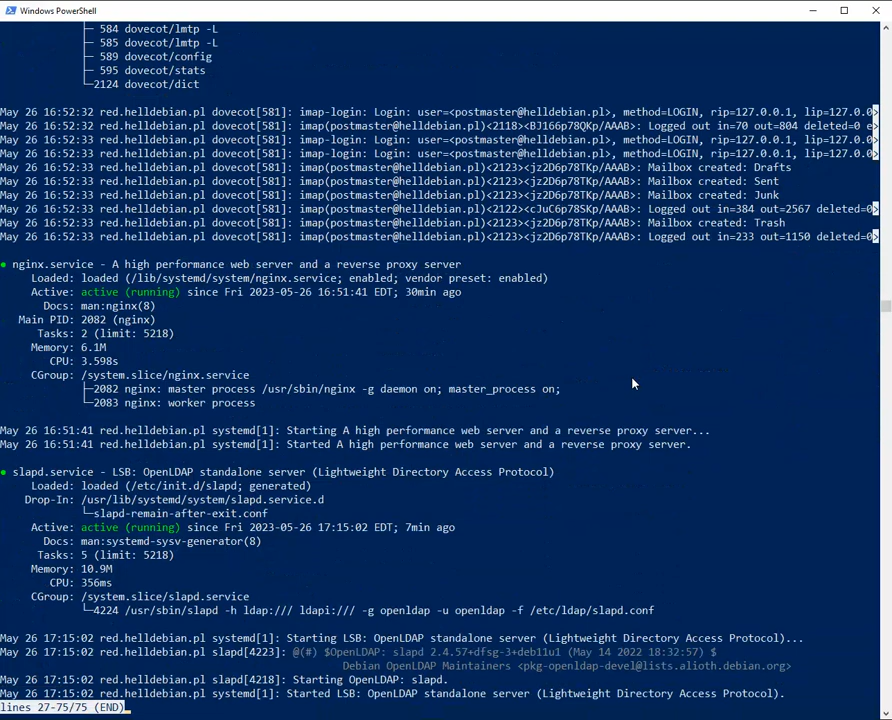 Windows PowerShell
├─ 584 dovecot/lmtp -L
├─ 585 dovecot/lmtp -L
├─ 589 dovecot/config
├─ 595 dovecot/stats
└─2124 dovecot/dict
May 26 16:52:32 red.helldebian.pl dovecot[581]: imap-login: Login: user=<postmaster@helldebian.pl>, method=LOGIN, rip=127.0.0.1, lip=127.0.0>
May 26 16:52:33 red.helldebian.pl dovecot[581]: imap(postmaster@helldebian.pl)<2118><BJ166p78QKp/AAAB>: Logged out in=70 out=804 deleted=0 e>
May 26 16:52:33 red.helldebian.pl dovecot[581]: imap-login: Login: user=<postmaster@helldebian.pl>, method=LOGIN, rip=127.0.0.1, lip=127.0.0>
May 26 16:52:33 red.helldebian.pl dovecot[581]: imap-login: Login: user=<postmaster@helldebian.pl>, method=LOGIN, rip=127.0.0.1, lip=127.0.0>
May 26 16:52:33 red.helldebian.pl dovecot[581]: imap(postmaster@helldebian.pl)<2123><jz2D6p78TKp/AAAB>: Mailbox created: Drafts
May 26 16:52:33 red.helldebian.pl dovecot[581]: imap(postmaster@helldebian.pl)<2123><jz2D6p78TKp/AAAB>: Mailbox created: Sent
May 26 16:52:33 red.helldebian.pl dovecot[581]: imap(postmaster@helldebian.pl)<2123><jz2D6p78TKp/AAAB>: Mailbox created: Junk
May 26 16:52:33 red.helldebian.pl dovecot[581]: imap(postmaster@helldebian.pl)<2122><cJuC6p78SKp/AAAB>: Logged out in=384 out=2567 deleted=0>
May 26 16:52:33 red.helldebian.pl dovecot[581]: imap(postmaster@helldebian.pl)<2123><jz2D6p78TKp/AAAB>: Mailbox created: Trash
May 26 16:52:33 red.helldebian.pl dovecot[581]: imap(postmaster@helldebian.pl)<2123><jz2D6p78TKp/AAAB>: Logged out in=233 out=1150 deleted=0>
● nginx.service - A high performance web server and a reverse proxy server
Loaded: loaded (/lib/systemd/system/nginx.service; enabled; vendor preset: enabled)
Active: active (running) since Fri 2023-05-26 16:51:41 EDT; 30min ago
Docs: man:nginx(8)
Main PID: 2082 (nginx)
Tasks: 2 (limit: 5218)
Memory: 6.1M
CPU: 3.598s
CGroup: /system.slice/nginx.service
├─2082 nginx: master process /usr/sbin/nginx -g daemon on; master_process on;
└─2083 nginx: worker process
May 26 16:51:41 red.helldebian.pl systemd[1]: Starting A high performance web server and a reverse proxy server...
May 26 16:51:41 red.helldebian.pl systemd[1]: Started A high performance web server and a reverse proxy server.
● slapd.service - LSB: OpenLDAP standalone server (Lightweight Directory Access Protocol)
Loaded: loaded (/etc/init.d/slapd; generated)
Drop-In: /usr/lib/systemd/system/slapd.service.d
└─slapd-remain-after-exit.conf
Active: active (running) since Fri 2023-05-26 17:15:02 EDT; 7min ago
Docs: man:systemd-sysv-generator(8)
Tasks: 5 (limit: 5218)
Memory: 10.9M
CPU: 356ms
CGroup: /system.slice/slapd.service
└─4224 /usr/sbin/slapd -h ldap:/// ldapi:/// -g openldap -u openldap -f /etc/ldap/slapd.conf
May 26 17:15:02 red.helldebian.pl systemd[1]: Starting LSB: OpenLDAP standalone server (Lightweight Directory Access Protocol)...
May 26 17:15:02 red.helldebian.pl slapd[4223]: @(#) $OpenLDAP: slapd 2.4.57+dfsg-3+deb11u1 (May 14 2022 18:32:57) $
Debian OpenLDAP Maintainers <pkg-openldap-devel@lists.alioth.debian.org>
May 26 17:15:02 red.helldebian.pl slapd[4218]: Starting OpenLDAP: slapd.
May 26 17:15:02 red.helldebian.pl systemd[1]: Started LSB: OpenLDAP standalone server (Lightweight Directory Access Protocol).
lines 27-75/75 (END)